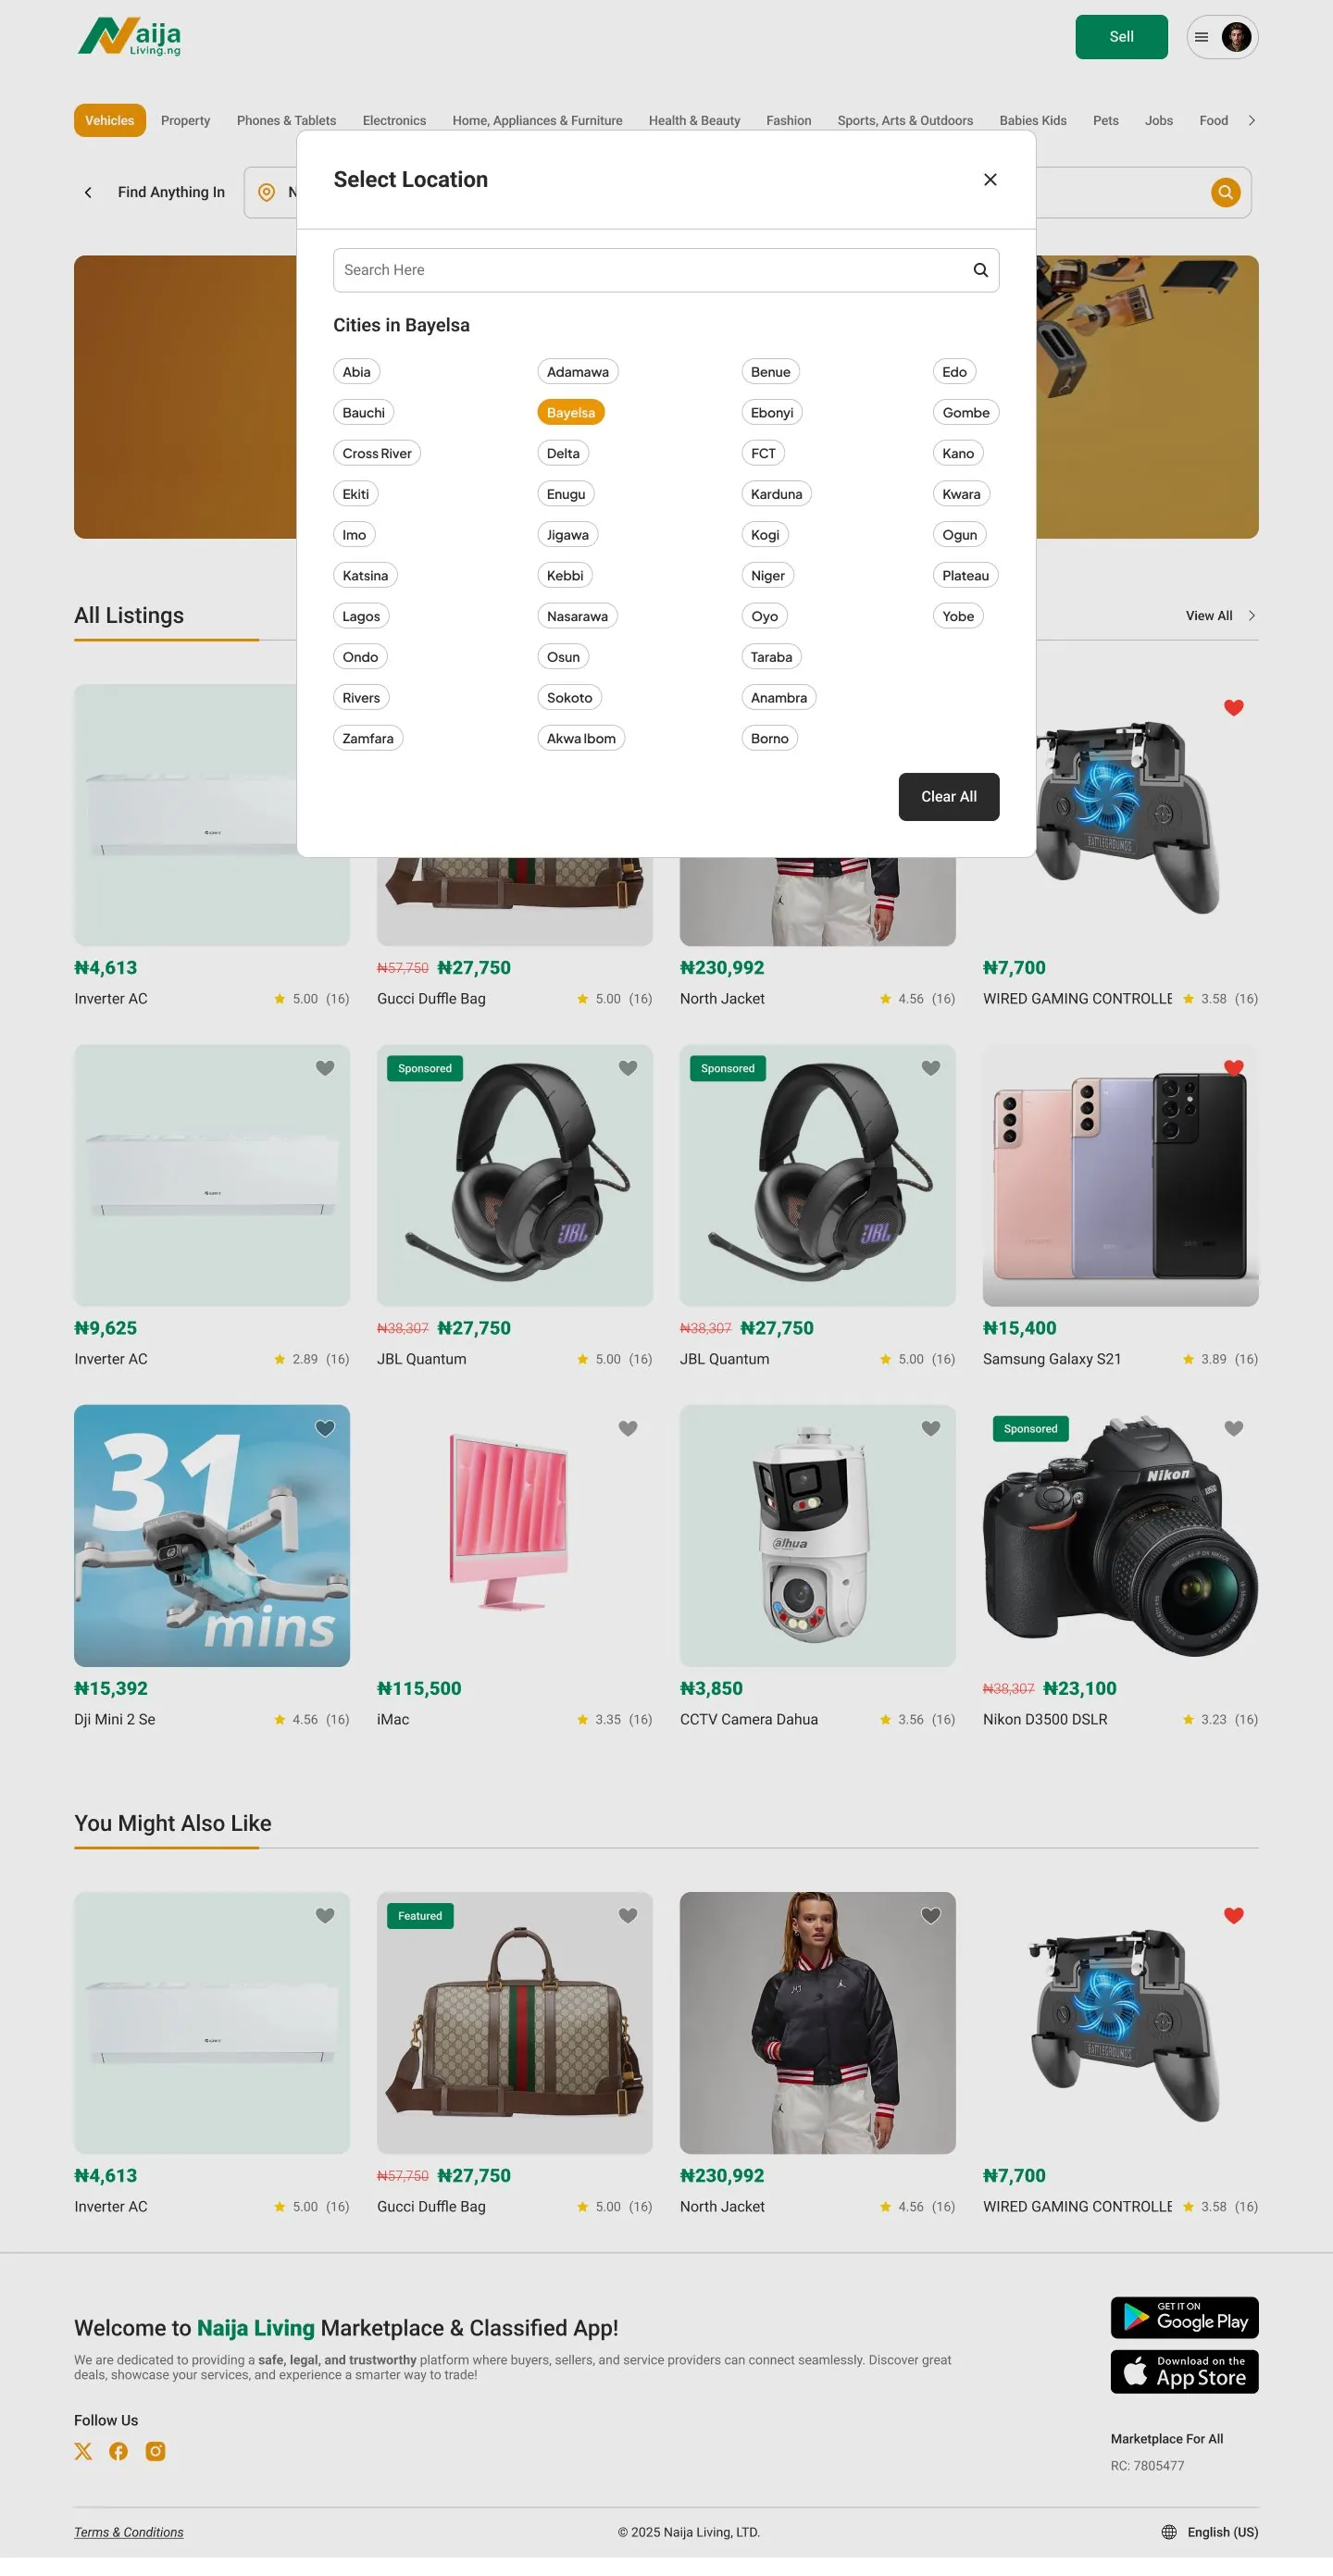 Naija
Living.ng
Sell
Vehicles Property Phones & Tablets Electronics Home, Appliances & Furniture Health & Beauty Fashion Sports, Arts & Outdoors Babies Kids Pets Jobs Food
Find Anything In N
Select Location
Search Here
Cities in Bayelsa
Abia Adamawa Benue Edo
Bauchi Bayelsa Ebonyi Gombe
Cross River Delta FCT Kano
Ekiti Enugu Karduna Kwara
Imo Jigawa Kogi Ogun
Katsina Kebbi Niger Plateau
Lagos Nasarawa Oyo Yobe
Ondo Osun Taraba
Rivers Sokoto Anambra
Zamfara Akwa Ibom Borno
Clear All
All Listings View All
BATTLEGROUNDS
₦4,613 ₦57,750 ₦27,750 ₦230,992 ₦7,700
Inverter AC 5.00 (16) Gucci Duffle Bag 5.00 (16) North Jacket 4.56 (16) WIRED GAMING CONTROLLE 3.58 (16)
Sponsored Sponsored
JBL JBL
₦9,625 ₦38,307 ₦27,750 ₦38,307 ₦27,750 ₦15,400
Inverter AC 2.89 (16) JBL Quantum 5.00 (16) JBL Quantum 5.00 (16) Samsung Galaxy S21 3.89 (16)
Sponsored
31
mins
alhua
Nikon
₦15,392 ₦115,500 ₦3,850 ₦38,307 ₦23,100
Dji Mini 2 Se 4.56 (16) iMac 3.35 (16) CCTV Camera Dahua 3.56 (16) Nikon D3500 DSLR 3.23 (16)
You Might Also Like
Featured
BATTLEGROUNDS
₦4,613 ₦57,750 ₦27,750 ₦230,992 ₦7,700
Inverter AC 5.00 (16) Gucci Duffle Bag 5.00 (16) North Jacket 4.56 (16) WIRED GAMING CONTROLLE 3.58 (16)
Welcome to Naija Living Marketplace & Classified App!
We are dedicated to providing a safe, legal, and trustworthy platform where buyers, sellers, and service providers can connect seamlessly. Discover great
deals, showcase your services, and experience a smarter way to trade!
GET IT ON
Google Play
Download on the
App Store
Follow Us
Marketplace For All
RC: 7805477
Terms & Conditions © 2025 Naija Living, LTD. English (US)